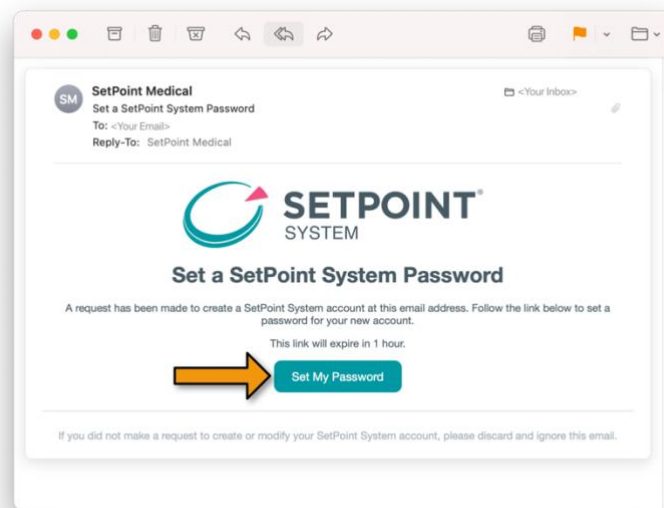 SM
SetPoint Medical
<Your Inbox>
Set a SetPoint System Password
To: <Your Email>
Reply-To: SetPoint Medical
SETPOINT®
SYSTEM
Set a SetPoint System Password
A request has been made to create a SetPoint System account at this email address. Follow the link below to set a
password for your new account.
This link will expire in 1 hour.
Set My Password
If you did not make a request to create or modify your SetPoint System account, please discard and ignore this email.